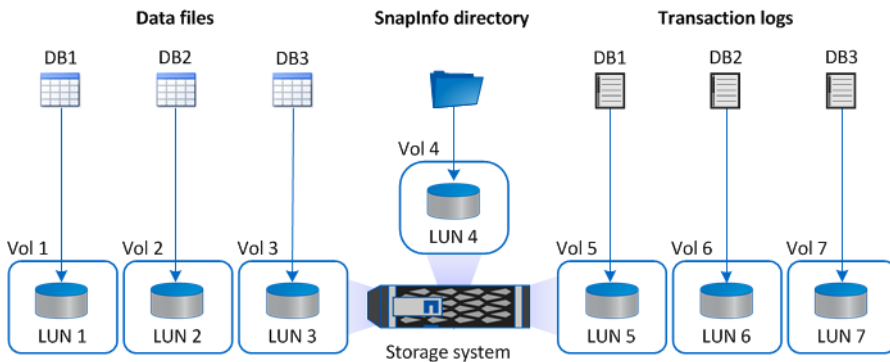 Data files
SnapInfo directory
Transaction logs
DB1
DB2
DB3
DB1
DB2
DB3
Vol 4
LUN 4
Vol 1
Vol 2
Vol 3
Vol 5
Vol 6
Vol 7
LUN 1
LUN 2
LUN 3
LUN 5
LUN 6
LUN 7
Storage system